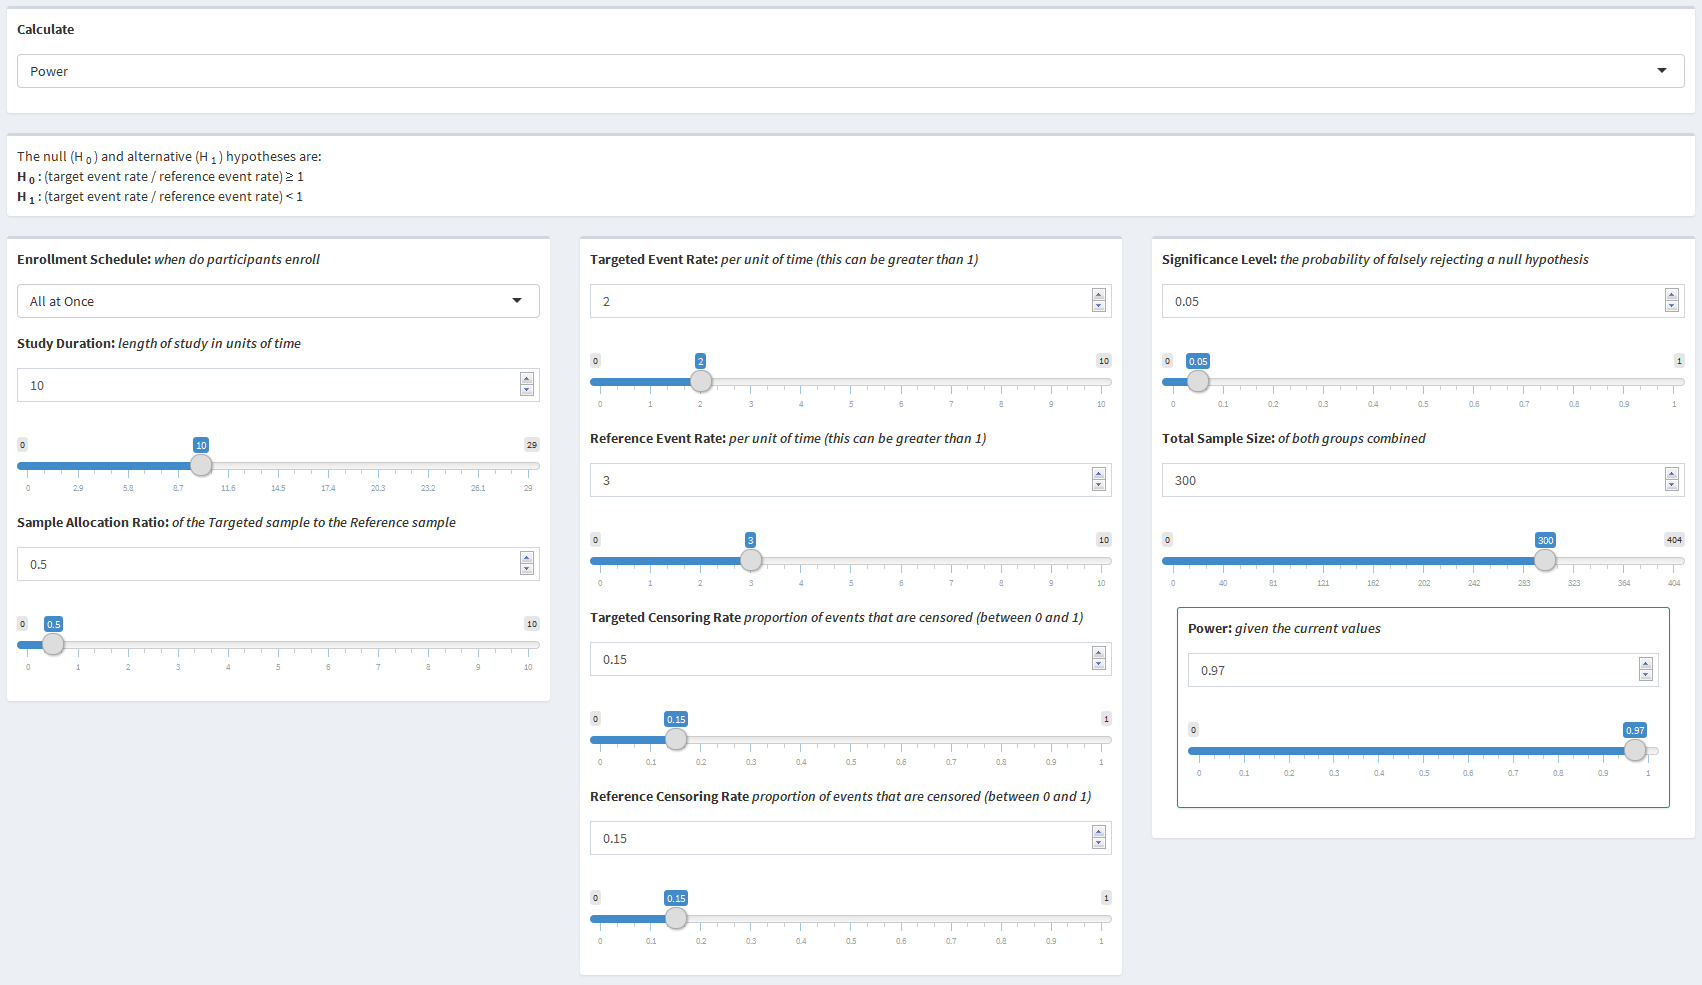 Calculate
Power
The null (H 0 ) and alternative (H 1 ) hypotheses are:
H 0 : (target event rate / reference event rate) ≥ 1
H 1 : (target event rate / reference event rate) < 1
Enrollment Schedule: when do participants enroll
All at Once
Study Duration: length of study in units of time
10
0 10 29
0 2.9 5.8 8.7 11.6 14.5 17.4 20.3 23.2 26.1 29
Sample Allocation Ratio: of the Targeted sample to the Reference sample
0.5
0 0.5 10
0 1 2 3 4 5 6 7 8 9 10
Targeted Event Rate: per unit of time (this can be greater than 1)
2
0 2 10
0 1 2 3 4 5 6 7 8 9 10
Reference Event Rate: per unit of time (this can be greater than 1)
3
0 3 10
0 1 2 3 4 5 6 7 8 9 10
Targeted Censoring Rate proportion of events that are censored (between 0 and 1)
0.15
0 0.15 1
0 0.1 0.2 0.3 0.4 0.5 0.6 0.7 0.8 0.9 1
Reference Censoring Rate proportion of events that are censored (between 0 and 1)
0.15
0 0.15 1
0 0.1 0.2 0.3 0.4 0.5 0.6 0.7 0.8 0.9 1
Significance Level: the probability of falsely rejecting a null hypothesis
0.05
0 0.05 1
0 0.1 0.2 0.3 0.4 0.5 0.6 0.7 0.8 0.9 1
Total Sample Size: of both groups combined
300
0 300 404
0 40 81 121 162 202 242 283 323 364 404
Power: given the current values
0.97
0 0.97
0 0.1 0.2 0.3 0.4 0.5 0.6 0.7 0.8 0.9 1